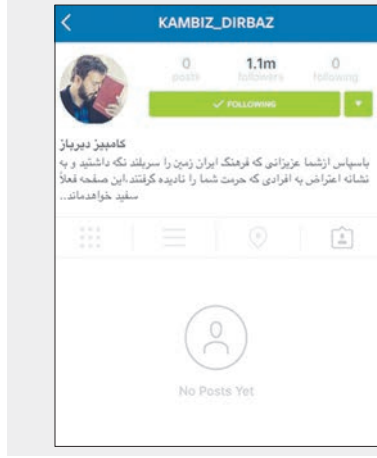 KAMBIZ_DIRBAZ
0 1.1m 0
posts followers following
FOLLOWING
کامبیز دیرباز
باسپاس ازشما عزیزانی که فرهنگ ایران زمین را سربلند نگه داشتید و به
نشانه اعتراض به افرادی که حرمت شما را نادیده گرفتند.این صفحه فعلاً
سفید خواهدماند...
No Posts Yet